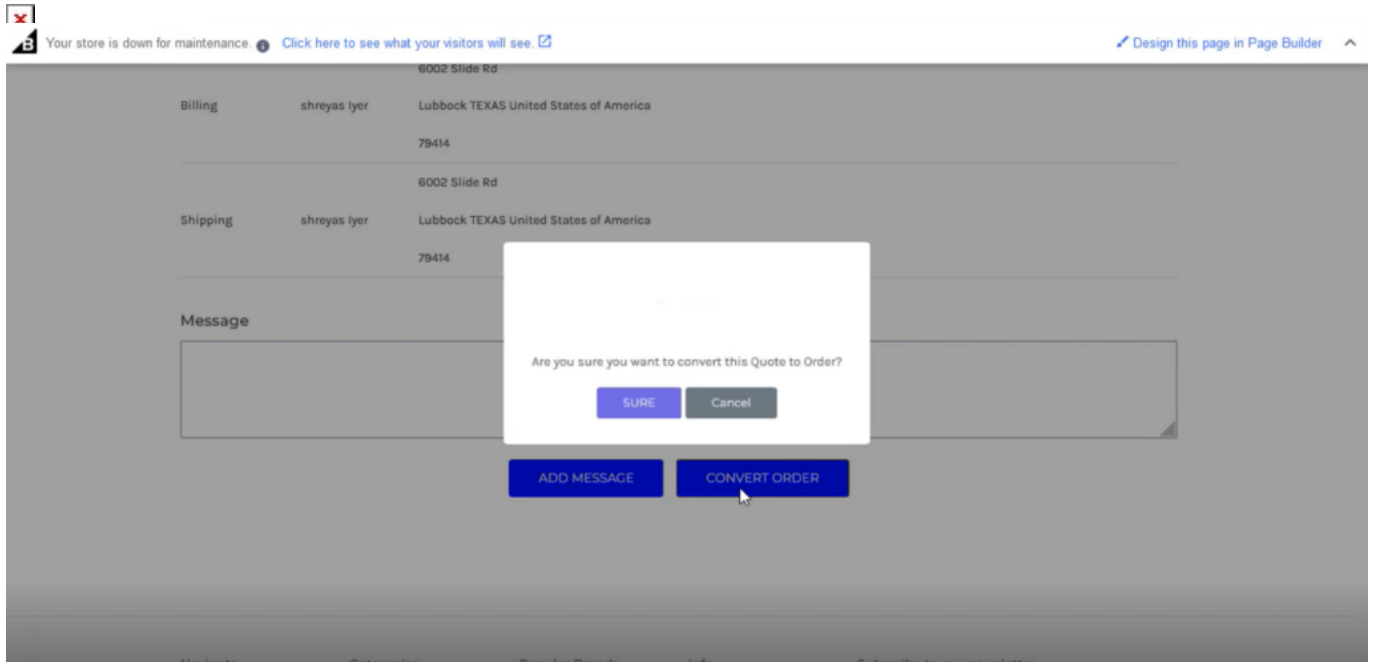 Your store is down for maintenance. Click here to see what your visitors will see. Design this page in Page Builder
6002 Slide Rd
Billing shreyas Iyer Lubbock TEXAS United States of America
79414
6002 Slide Rd
Shipping shreyas Iyer Lubbock TEXAS United States of America
79414
Message
Are you sure you want to convert this Quote to Order?
SURE Cancel
ADD MESSAGE CONVERT ORDER